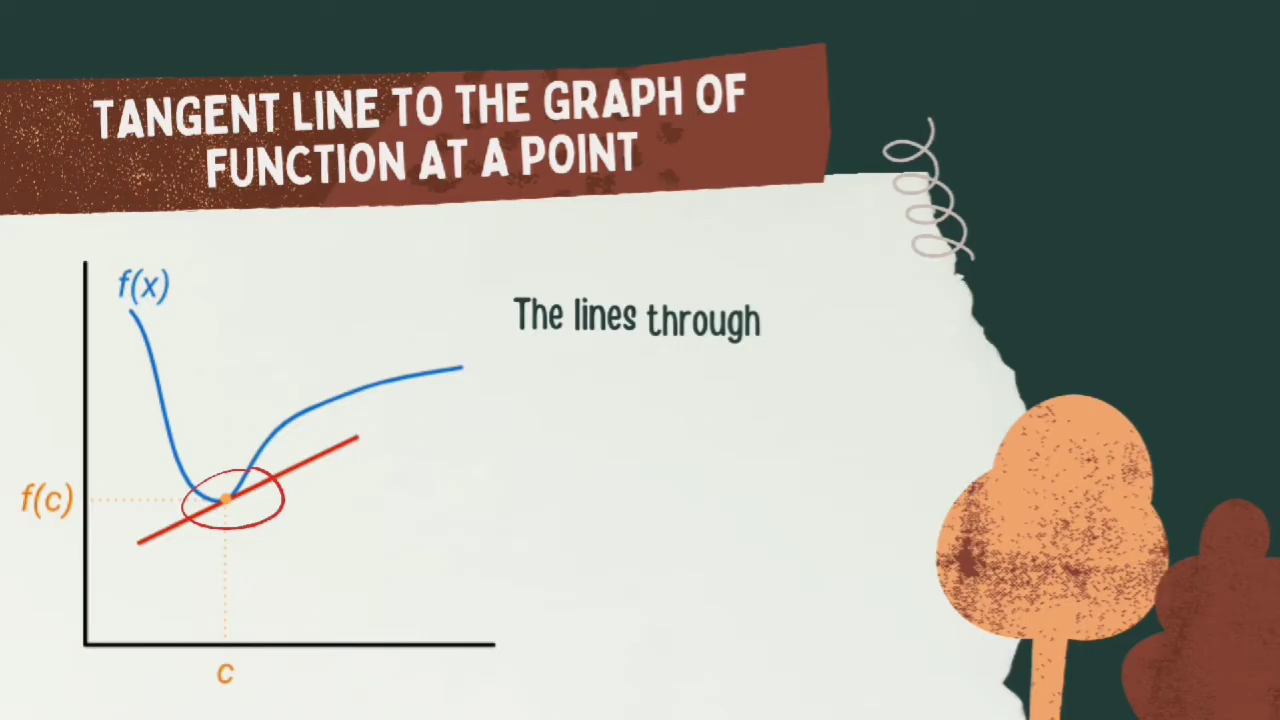 TANGENT LINE TO THE GRAPH OF
FUNCTION AT A POINT
f(x)
The lines through
f(c)
c